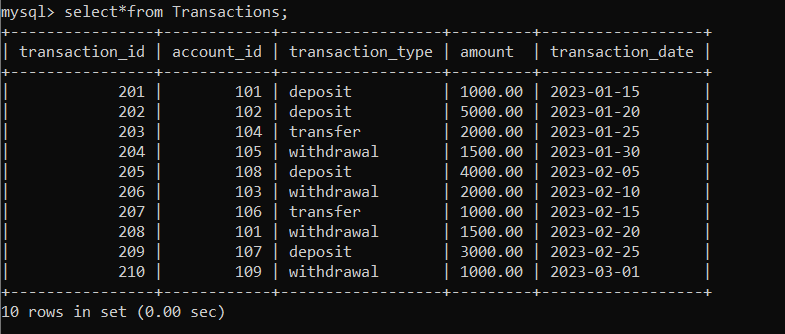 mysql> select*from Transactions;
+----------------+------------+------------------+---------+------------------+
| transaction_id | account_id | transaction_type | amount  | transaction_date |
+----------------+------------+------------------+---------+------------------+
|            201 |        101 | deposit          | 1000.00 | 2023-01-15       |
|            202 |        102 | deposit          | 5000.00 | 2023-01-20       |
|            203 |        104 | transfer         | 2000.00 | 2023-01-25       |
|            204 |        105 | withdrawal       | 1500.00 | 2023-01-30       |
|            205 |        108 | deposit          | 4000.00 | 2023-02-05       |
|            206 |        103 | withdrawal       | 2000.00 | 2023-02-10       |
|            207 |        106 | transfer         | 1000.00 | 2023-02-15       |
|            208 |        101 | withdrawal       | 1500.00 | 2023-02-20       |
|            209 |        107 | deposit          | 3000.00 | 2023-02-25       |
|            210 |        109 | withdrawal       | 1000.00 | 2023-03-01       |
+----------------+------------+------------------+---------+------------------+
10 rows in set (0.00 sec)